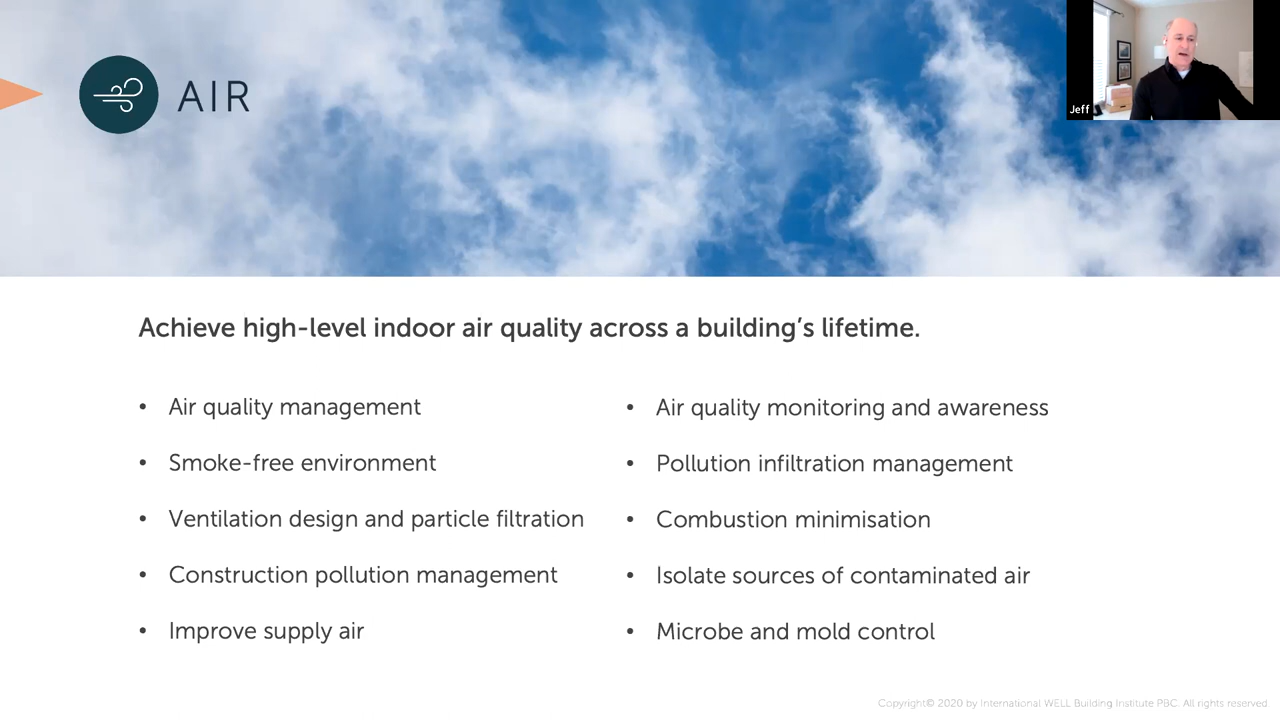 AIR
Jeff
Achieve high-level indoor air quality across a building's lifetime.
• Air quality management
• Smoke-free environment
• Ventilation design and particle filtration
• Construction pollution management
• Improve supply air
• Air quality monitoring and awareness
• Pollution infiltration management
• Combustion minimisation
• Isolate sources of contaminated air
• Microbe and mold control
Copyright© 2020 by International WELL Building Institute PBC. All rights reserved.